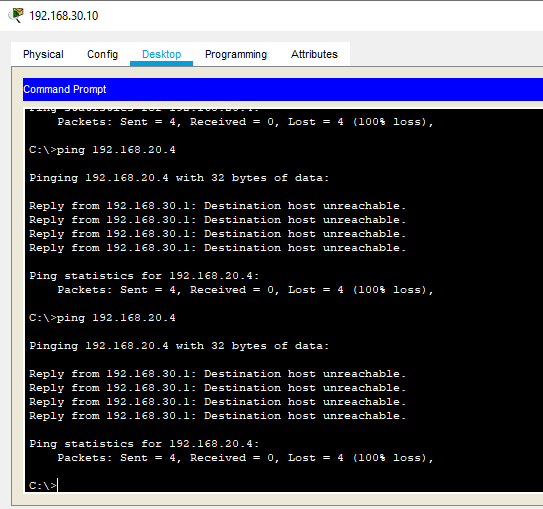 192.168.30.10
Physical Config Desktop Programming Attributes
Command Prompt
Ping statistics for 192.168.20.4:
Packets: Sent = 4, Received = 0, Lost = 4 (100% loss),
C:\>ping 192.168.20.4
Pinging 192.168.20.4 with 32 bytes of data:
Reply from 192.168.30.1: Destination host unreachable.
Reply from 192.168.30.1: Destination host unreachable.
Reply from 192.168.30.1: Destination host unreachable.
Reply from 192.168.30.1: Destination host unreachable.
Ping statistics for 192.168.20.4:
Packets: Sent = 4, Received = 0, Lost = 4 (100% loss),
C:\>ping 192.168.20.4
Pinging 192.168.20.4 with 32 bytes of data:
Reply from 192.168.30.1: Destination host unreachable.
Reply from 192.168.30.1: Destination host unreachable.
Reply from 192.168.30.1: Destination host unreachable.
Reply from 192.168.30.1: Destination host unreachable.
Ping statistics for 192.168.20.4:
Packets: Sent = 4, Received = 0, Lost = 4 (100% loss),
C:\>